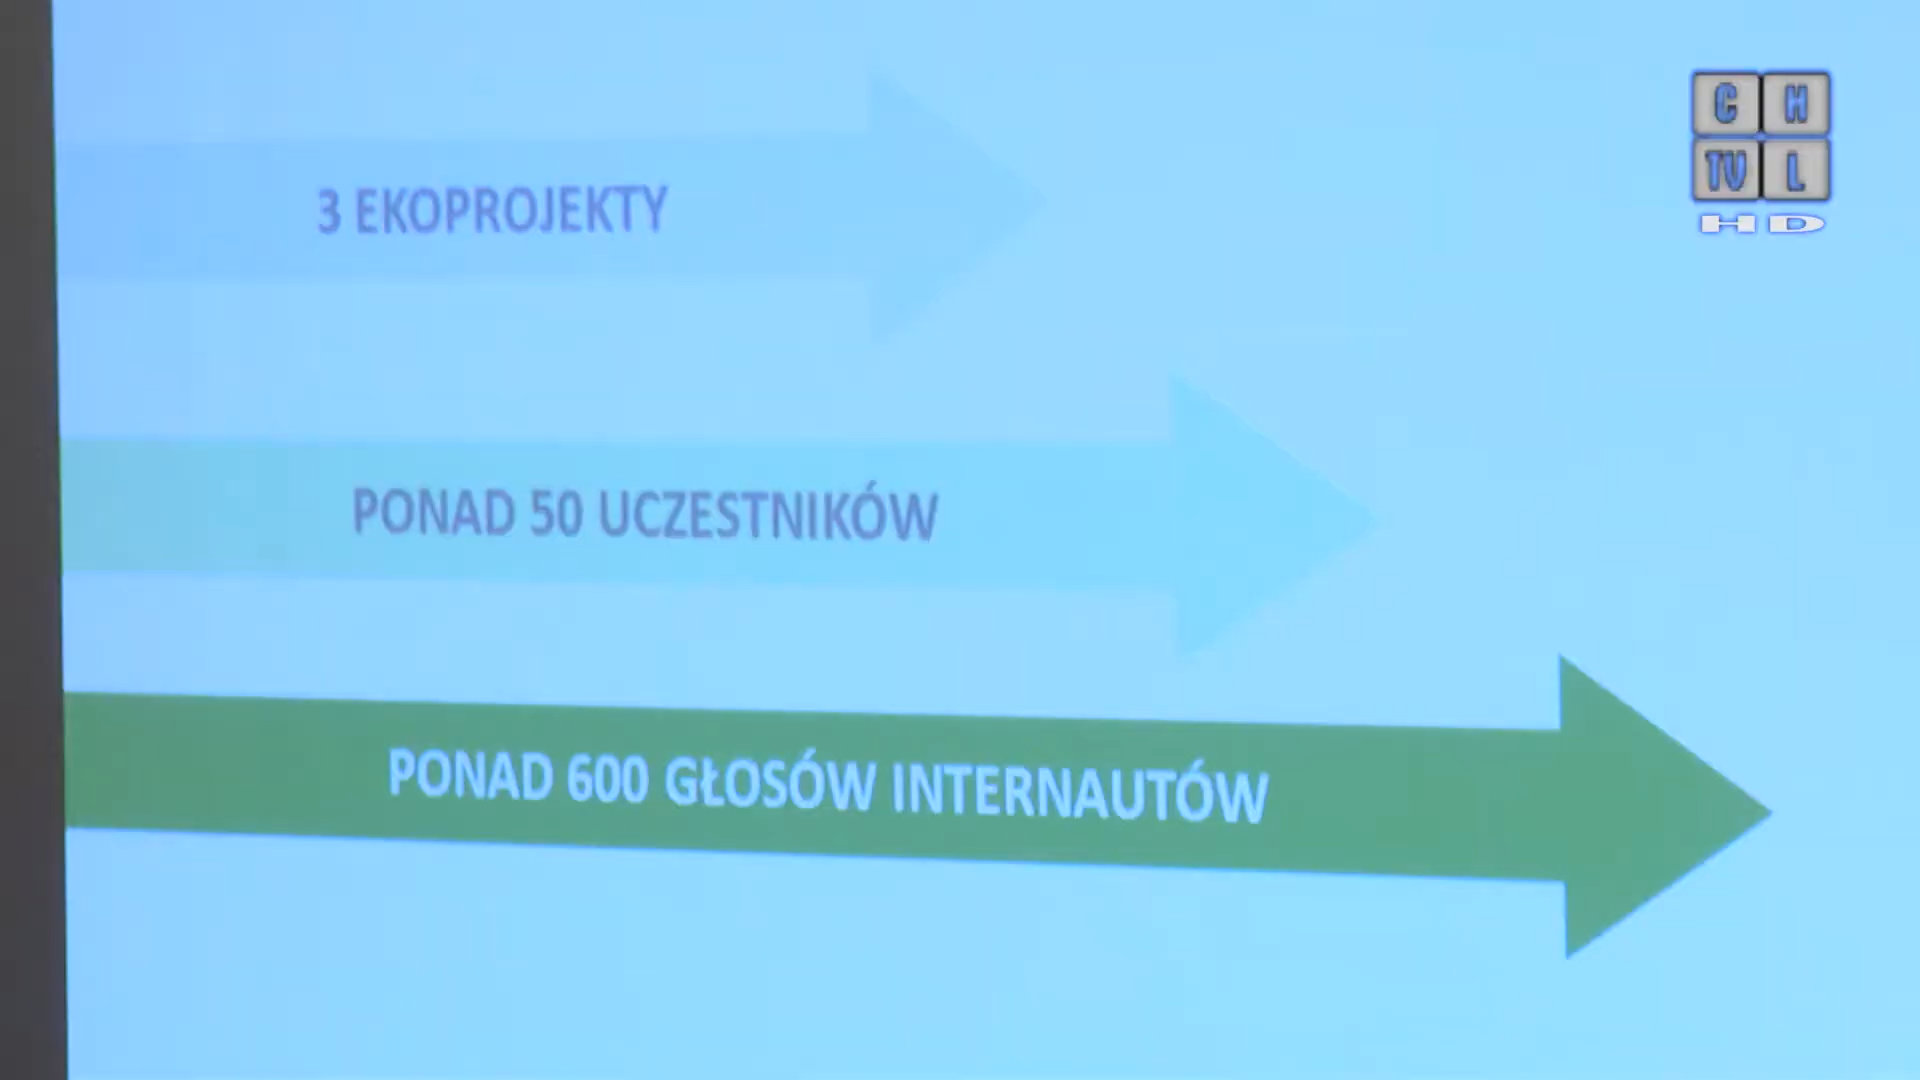 3 EKOPROJEKTY
PONAD 50 UCZESTNIKÓW
PONAD 600 GŁOSÓW INTERNAUTÓW
C H
TV L
HD